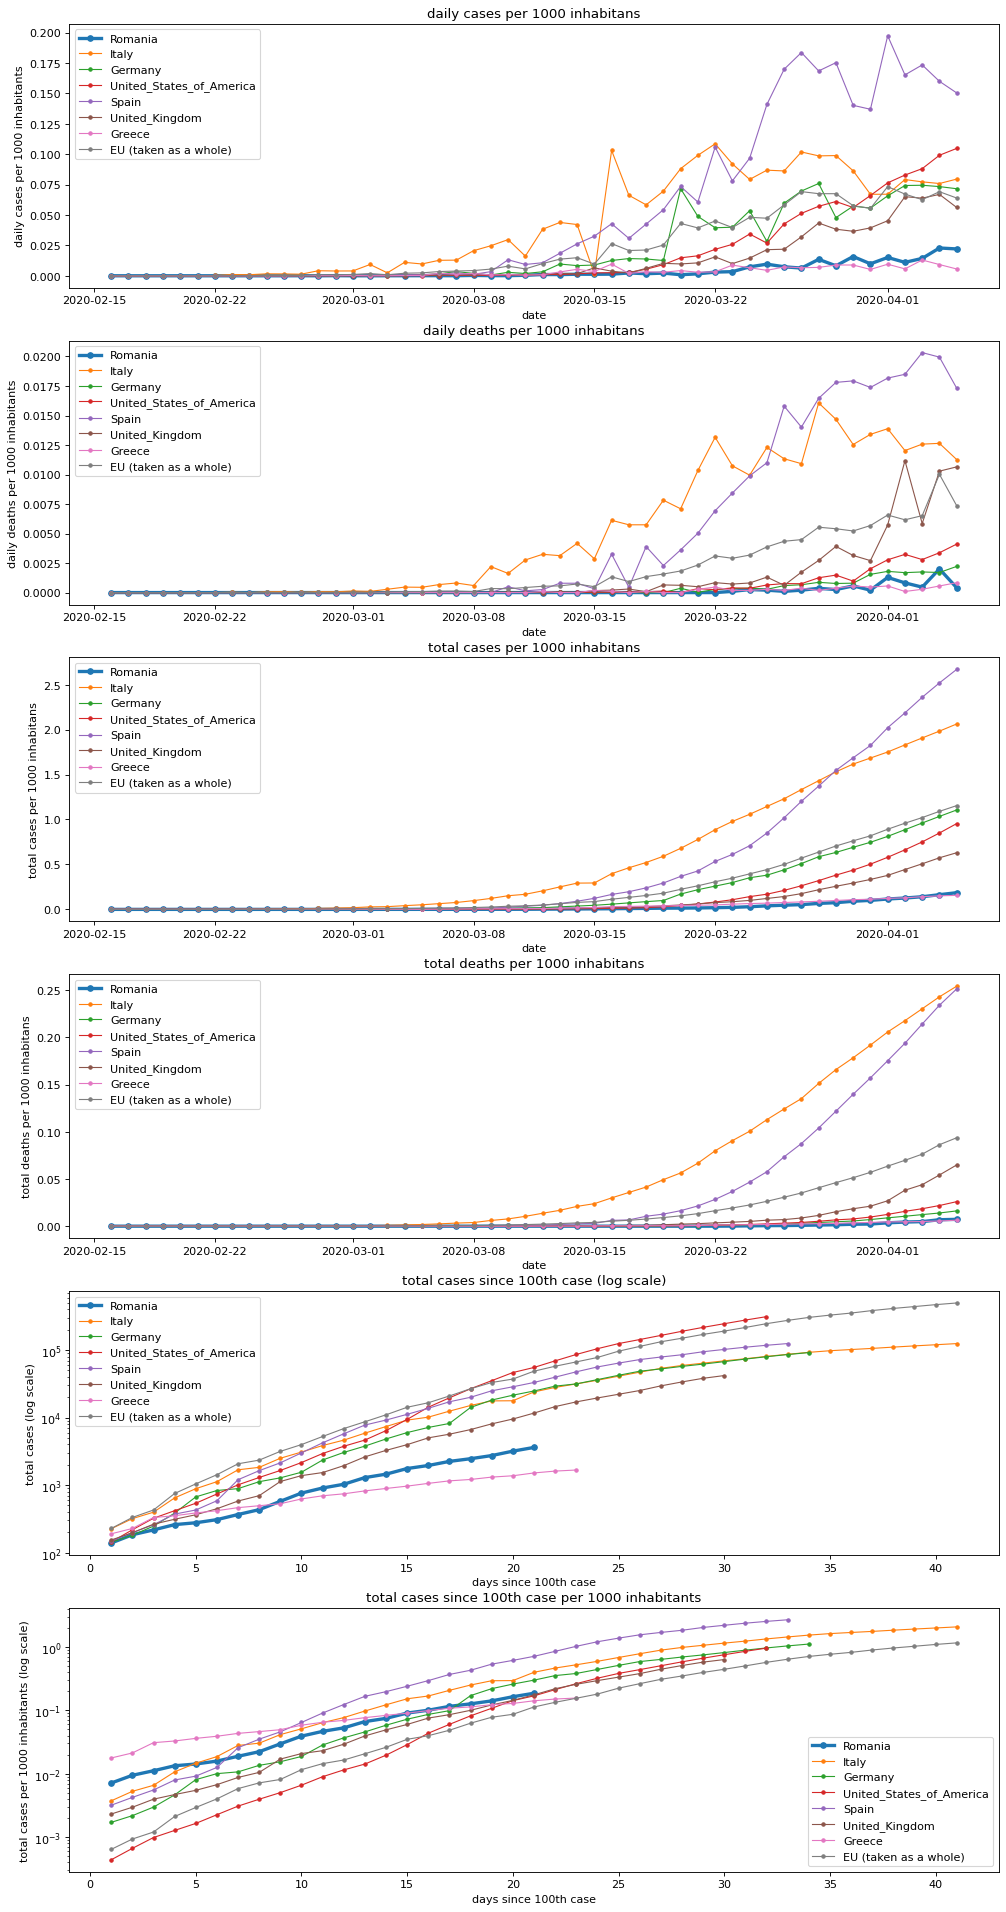 daily cases per 1000 inhabitans
daily cases per 1000 inhabitants
0.200
0.175
0.150
0.125
0.100
0.075
0.050
0.025
0.000
Romania
Italy
Germany
United_States_of_America
Spain
United_Kingdom
Greece
EU (taken as a whole)
2020-02-15 2020-02-22 2020-03-01 2020-03-08 2020-03-15 2020-03-22 2020-04-01
date
daily deaths per 1000 inhabitans
daily deaths per 1000 inhabitants
0.0200
0.0175
0.0150
0.0125
0.0100
0.0075
0.0050
0.0025
0.0000
Romania
Italy
Germany
United_States_of_America
Spain
United_Kingdom
Greece
EU (taken as a whole)
2020-02-15 2020-02-22 2020-03-01 2020-03-08 2020-03-15 2020-03-22 2020-04-01
date
total cases per 1000 inhabitans
total cases per 1000 inhabitans
2.5
2.0
1.5
1.0
0.5
0.0
Romania
Italy
Germany
United_States_of_America
Spain
United_Kingdom
Greece
EU (taken as a whole)
2020-02-15 2020-02-22 2020-03-01 2020-03-08 2020-03-15 2020-03-22 2020-04-01
date
total deaths per 1000 inhabitans
total deaths per 1000 inhabitans
0.25
0.20
0.15
0.10
0.05
0.00
Romania
Italy
Germany
United_States_of_America
Spain
United_Kingdom
Greece
EU (taken as a whole)
2020-02-15 2020-02-22 2020-03-01 2020-03-08 2020-03-15 2020-03-22 2020-04-01
date
total cases since 100th case (log scale)
total cases (log scale)
10⁵
10⁴
10³
10²
Romania
Italy
Germany
United_States_of_America
Spain
United_Kingdom
Greece
EU (taken as a whole)
0 5 10 15 20 25 30 35 40
days since 100th case
total cases since 100th case per 1000 inhabitants
total cases per 1000 inhabitants (log scale)
10⁰
10⁻¹
10⁻²
10⁻³
Romania
Italy
Germany
United_States_of_America
Spain
United_Kingdom
Greece
EU (taken as a whole)
0 5 10 15 20 25 30 35 40
days since 100th case